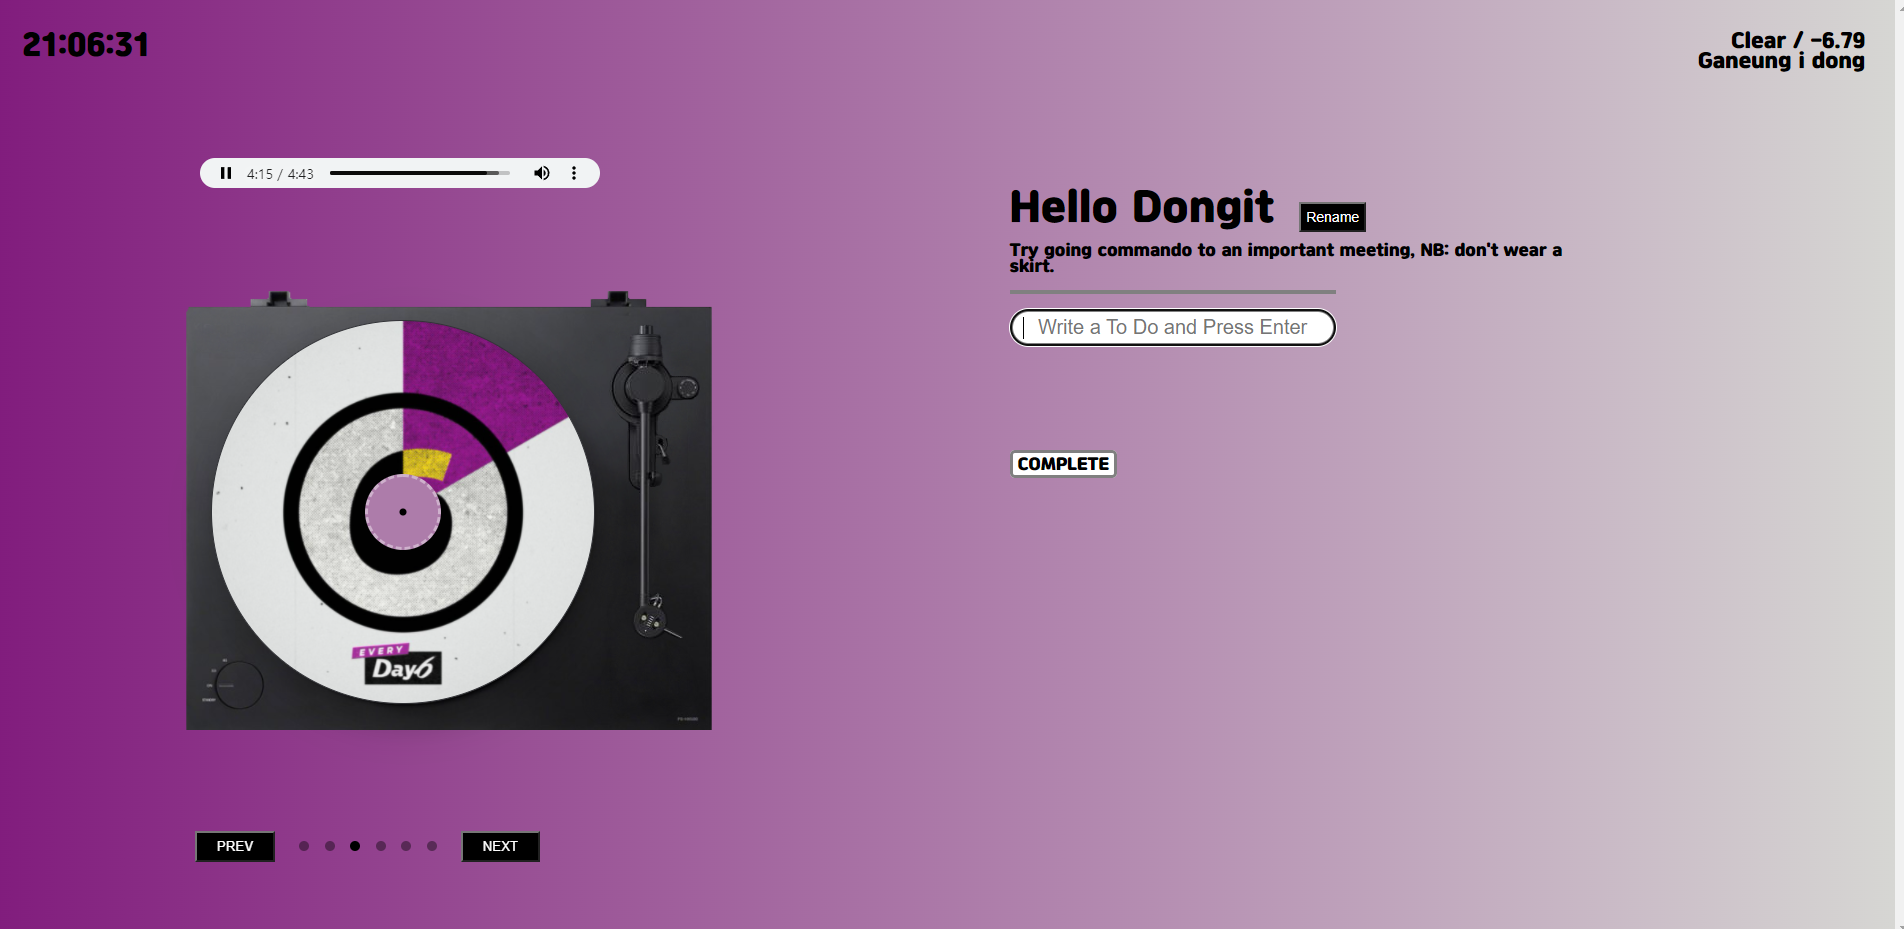 21:06:31
Clear / -6.79
Ganeung i dong
4:15 / 4:43
Hello Dongit
Rename
Try going commando to an important meeting, NB: don't wear a
skirt.
Write a To Do and Press Enter
COMPLETE
EVERY
Day6
PREV
NEXT